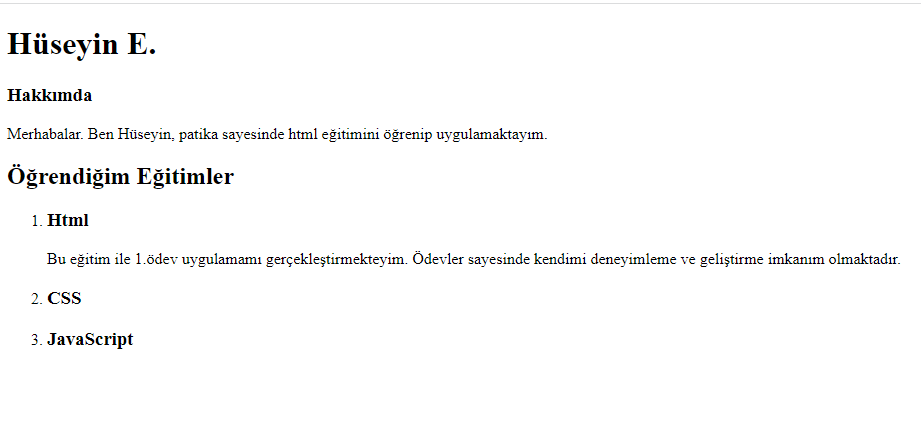 Hüseyin E.
Hakkımda
Merhabalar. Ben Hüseyin, patika sayesinde html eğitimini öğrenip uygulamaktayım.
Öğrendiğim Eğitimler
1. Html
Bu eğitim ile 1.ödev uygulamamı gerçekleştirmekteyim. Ödevler sayesinde kendimi deneyimleme ve geliştirme imkanım olmaktadır.
2. CSS
3. JavaScript